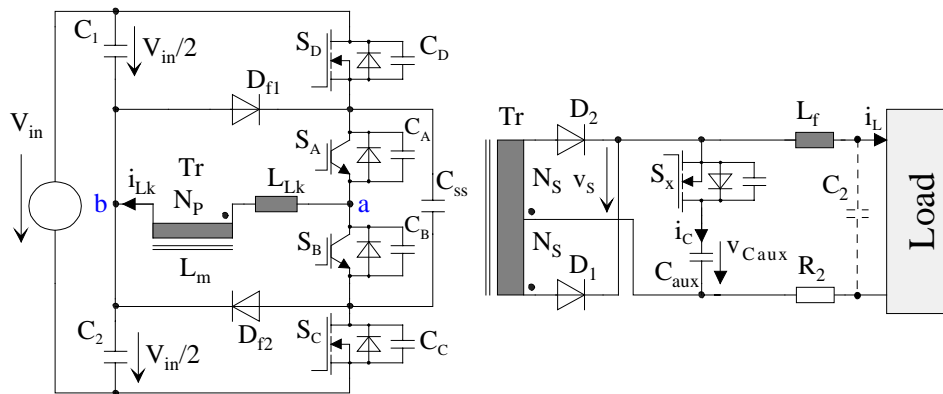 C1
Vin/2
SD
CD
Df1
Vin
SA
CA
Tr
iLk
NP
LLk
Css
b
a
Lm
SB
CB
C2
Vin/2
Df2
SC
CC
Tr
D2
Lf
iL
NS
vS
Sx
C2
NS
iC
vCaux
D1
Caux
R2
Load